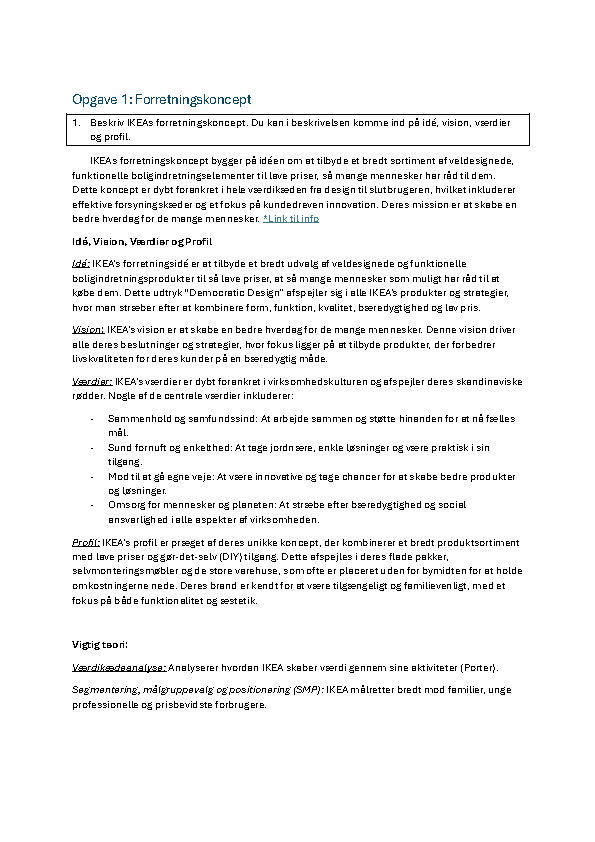 Opgave 1: Forretningskoncept
1. Beskriv IKEAs forretningskoncept. Du kan i beskrivelsen komme ind på idé, vision, værdier
og profil.
IKEAs forretningskoncept bygger på idéen om at tilbyde et bredt sortiment af veldesignede,
funktionelle boligindretningselementer til lave priser, så mange mennesker har råd til dem.
Dette koncept er dybt forankret i hele værdikæden fra design til slutbrugeren, hvilket inkluderer
effektive forsyningskæder og et fokus på kundedreven innovation. Deres mission er at skabe en
bedre hverdag for de mange mennesker. *Link til info
Idé, Vision, Værdier og Profil
Idé: IKEA's forretningsidé er at tilbyde et bredt udvalg af veldesignede og funktionelle
boligindretningsprodukter til så lave priser, at så mange mennesker som muligt har råd til at
købe dem. Dette udtryk "Democratic Design" afspejler sig i alle IKEA's produkter og strategier,
hvor man stræber efter at kombinere form, funktion, kvalitet, bæredygtighed og lav pris.
Vision: IKEA's vision er at skabe en bedre hverdag for de mange mennesker. Denne vision driver
alle deres beslutninger og strategier, hvor fokus ligger på at tilbyde produkter, der forbedrer
livskvaliteten for deres kunder på en bæredygtig måde.
Værdier: IKEA's værdier er dybt forankret i virksomhedskulturen og afspejler deres skandinaviske
rødder. Nogle af de centrale værdier inkluderer:
- Sammenhold og samfundssind: At arbejde sammen og støtte hinanden for at nå fælles
mål.
- Sund fornuft og enkelthed: At tage jordnære, enkle løsninger og være praktisk i sin
tilgang.
- Mod til at gå egne veje: At være innovative og tage chancer for at skabe bedre produkter
og løsninger.
- Omsorg for mennesker og planeten: At stræbe efter bæredygtighed og social
ansvarlighed i alle aspekter af virksomheden.
Profil: IKEA's profil er præget af deres unikke koncept, der kombinerer et bredt produktsortiment
med lave priser og gør-det-selv (DIY) tilgang. Dette afspejles i deres flade pakker,
selvmonteringsmøbler og de store varehuse, som ofte er placeret uden for bymidten for at holde
omkostningerne nede. Deres brand er kendt for at være tilgængeligt og familievenligt, med et
fokus på både funktionalitet og æstetik.
Vigtig teori:
Værdikædeanalyse: Analyserer hvordan IKEA skaber værdi gennem sine aktiviteter (Porter).
Segmentering, målgruppevalg og positionering (SMP): IKEA målretter bredt mod familier, unge
professionelle og prisbevidste forbrugere.